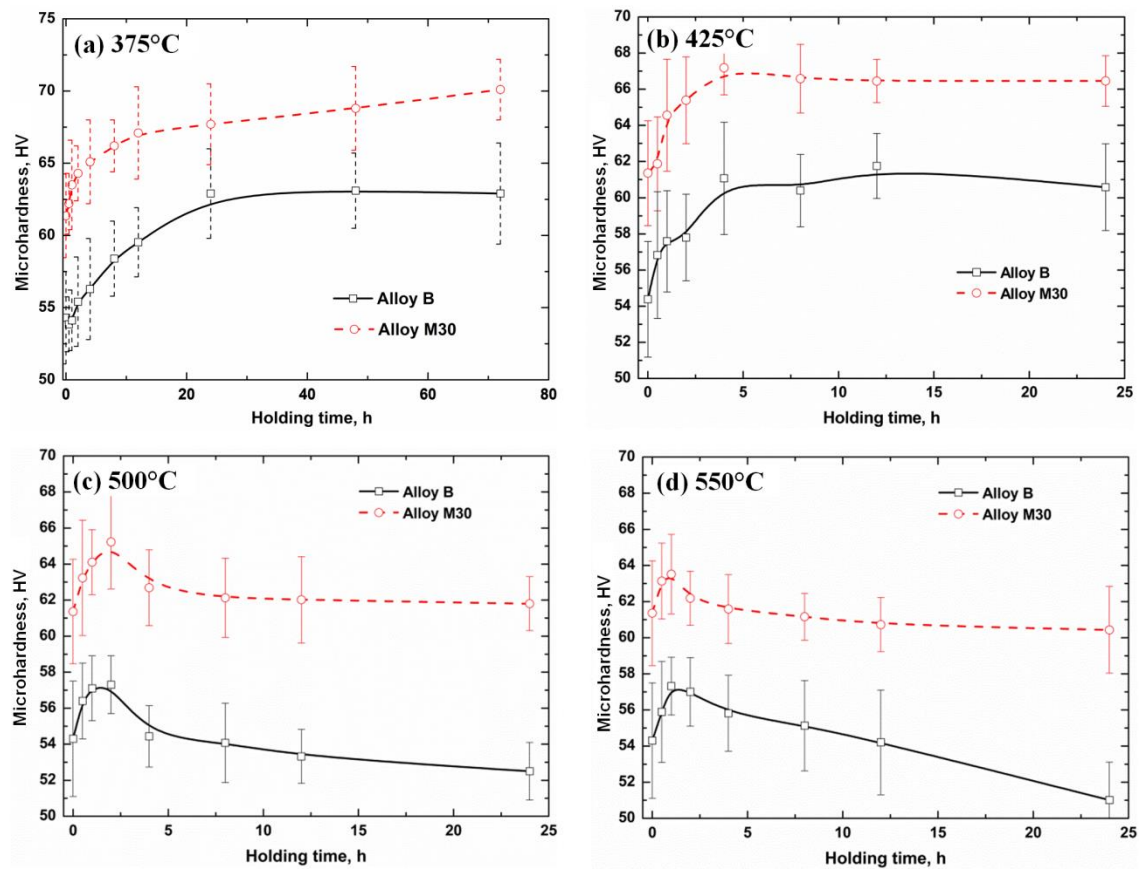 (a) 375°C
75
70
65
60
55
50
Microhardness, HV
Alloy B
Alloy M30
0 20 40 60 80
Holding time, h
(b) 425°C
70
68
66
64
62
60
58
56
54
52
50
Microhardness, HV
Alloy B
Alloy M30
0 5 10 15 20 25
Holding time, h
(c) 500°C
70
68
66
64
62
60
58
56
54
52
50
Microhardness, HV
Alloy B
Alloy M30
0 5 10 15 20 25
Holding time, h
(d) 550°C
70
68
66
64
62
60
58
56
54
52
50
Microhardness, HV
Alloy B
Alloy M30
0 5 10 15 20 25
Holding time, h